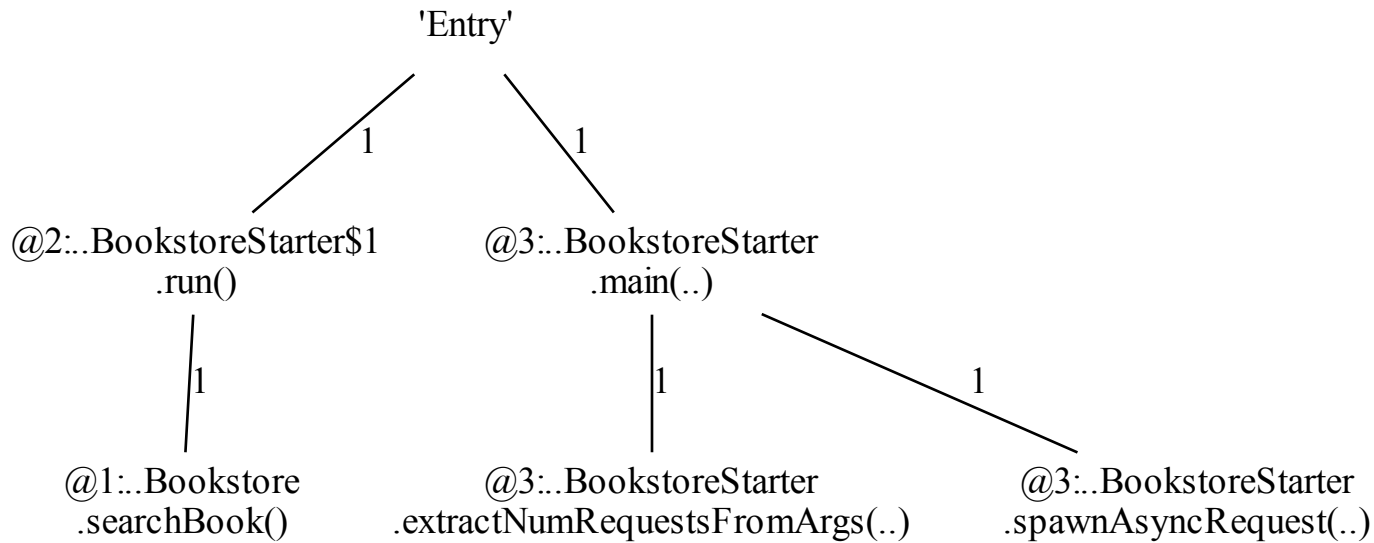 'Entry'
1
1
@2:..BookstoreStarter$1
.run()
@3:..BookstoreStarter
.main(..)
1
1
1
@1:..Bookstore
.searchBook()
@3:..BookstoreStarter
.extractNumRequestsFromArgs(..)
@3:..BookstoreStarter
.spawnAsyncRequest(..)